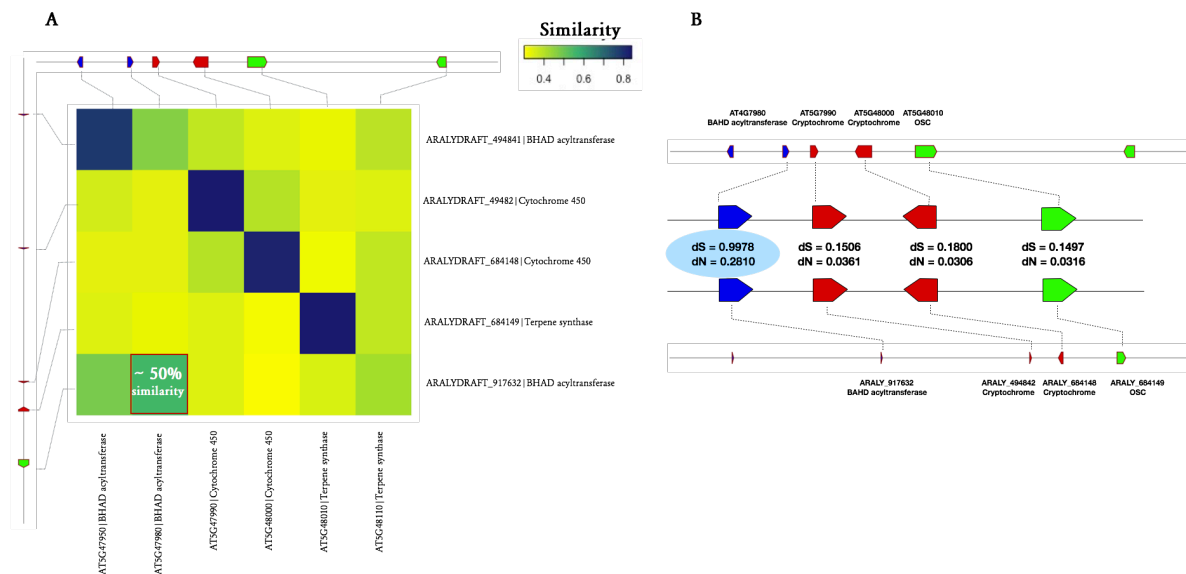 A
Similarity
0.4 0.6 0.8
ARALYDRAFT_494841|BHAD acyltransferase
ARALYDRAFT_49482|Cytochrome 450
ARALYDRAFT_684148|Cytochrome 450
ARALYDRAFT_684149|Terpene synthase
ARALYDRAFT_917632|BHAD acyltransferase
~ 50%
similarity
AT5G47950|BHAD acyltransferase
AT5G47980|BHAD acyltransferase
AT5G47990|Cytochrome 450
AT5G48000|Cytochrome 450
AT5G48010|Terpene synthase
AT5G48110|Terpene synthase
B
AT4G7980
BAHD acyltransferase
AT5G7990
Cryptochrome
AT5G48000
Cryptochrome
AT5G48010
OSC
dS = 0.9978
dN = 0.2810
dS = 0.1506
dN = 0.0361
dS = 0.1800
dN = 0.0306
dS = 0.1497
dN = 0.0316
ARALY_917632
BAHD acyltransferase
ARALY_494842
Cryptochrome
ARALY_684148
Cryptochrome
ARALY_684149
OSC